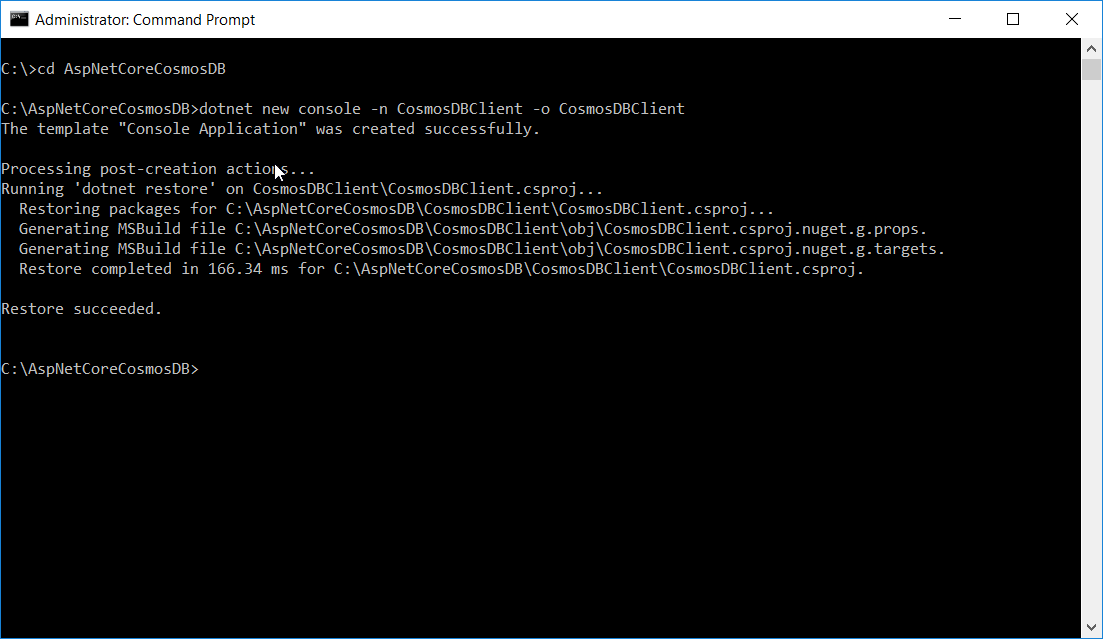 Administrator: Command Prompt
C:\>cd AspNetCoreCosmosDB
C:\AspNetCoreCosmosDB>dotnet new console -n CosmosDBClient -o CosmosDBClient
The template "Console Application" was created successfully.
Processing post-creation actions...
Running 'dotnet restore' on CosmosDBClient\CosmosDBClient.csproj...
  Restoring packages for C:\AspNetCoreCosmosDB\CosmosDBClient\CosmosDBClient.csproj...
  Generating MSBuild file C:\AspNetCoreCosmosDB\CosmosDBClient\obj\CosmosDBClient.csproj.nuget.g.props.
  Generating MSBuild file C:\AspNetCoreCosmosDB\CosmosDBClient\obj\CosmosDBClient.csproj.nuget.g.targets.
  Restore completed in 166.34 ms for C:\AspNetCoreCosmosDB\CosmosDBClient\CosmosDBClient.csproj.
Restore succeeded.
C:\AspNetCoreCosmosDB>